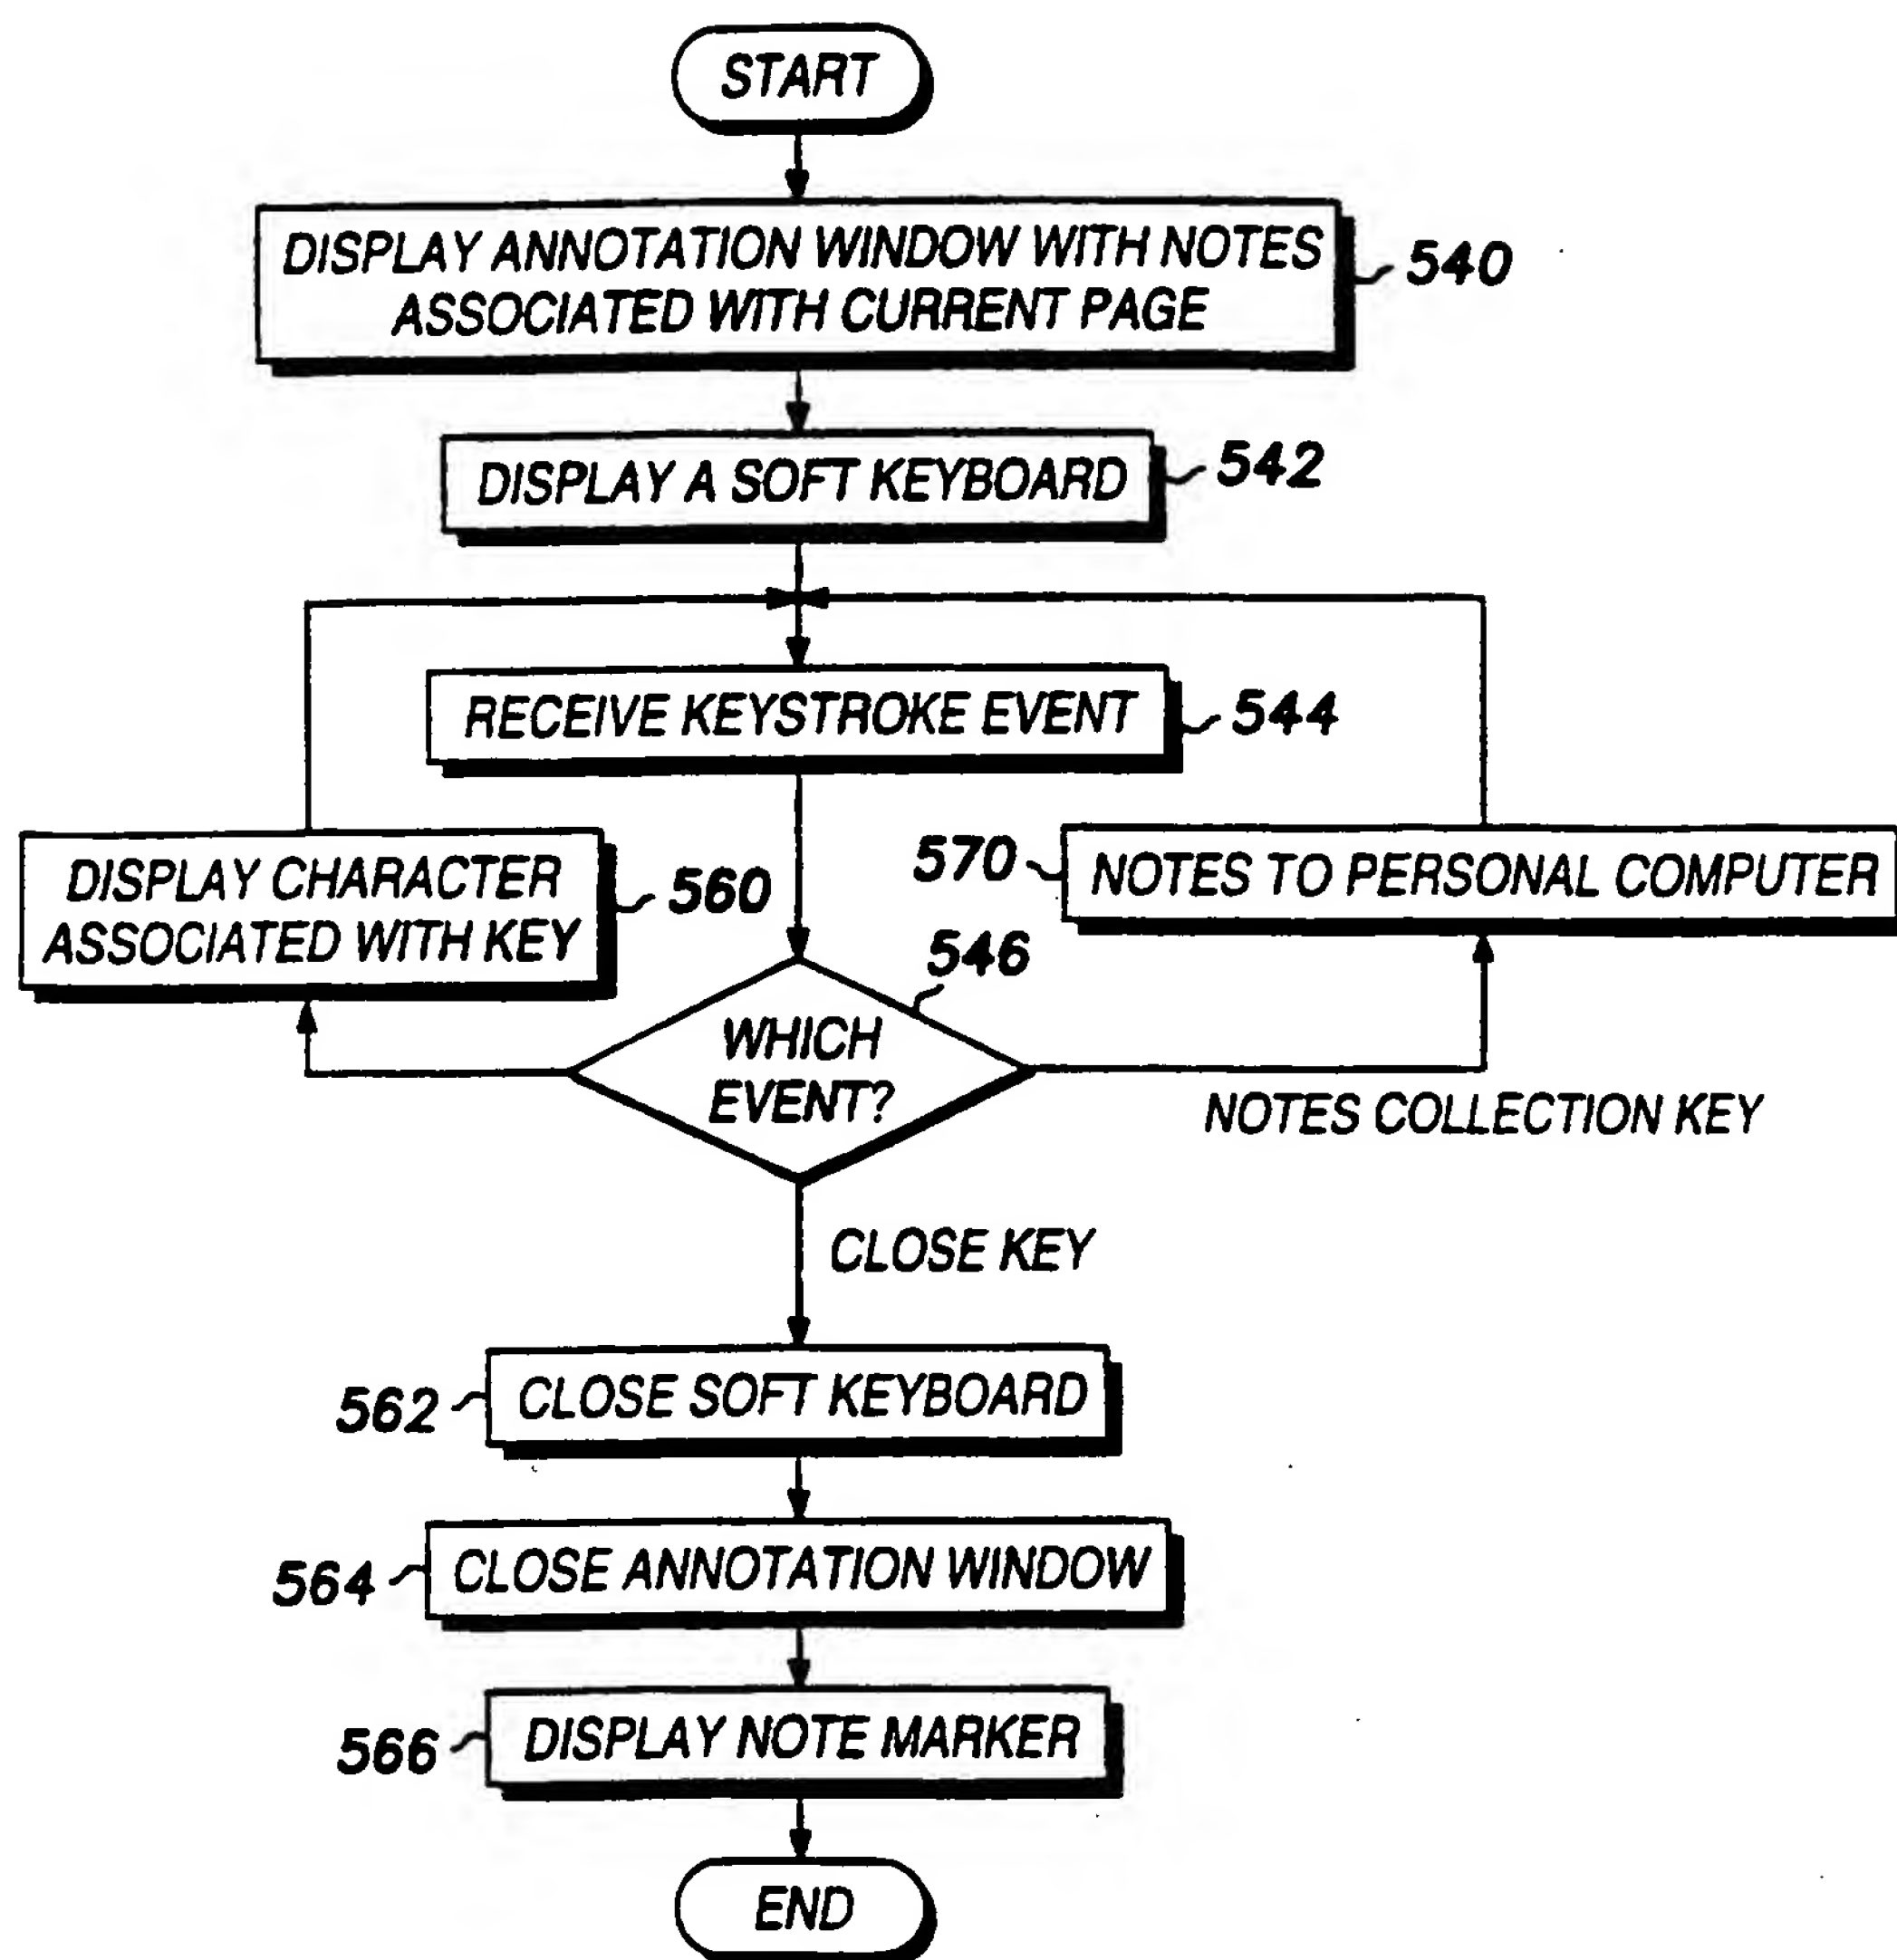 START
DISPLAY ANNOTATION WINDOW WITH NOTES
ASSOCIATED WITH CURRENT PAGE
540
DISPLAY A SOFT KEYBOARD
542
RECEIVE KEYSTROKE EVENT
544
DISPLAY CHARACTER
ASSOCIATED WITH KEY
560
570
NOTES TO PERSONAL COMPUTER
546
WHICH
EVENT?
NOTES COLLECTION KEY
CLOSE KEY
562
CLOSE SOFT KEYBOARD
564
CLOSE ANNOTATION WINDOW
566
DISPLAY NOTE MARKER
END